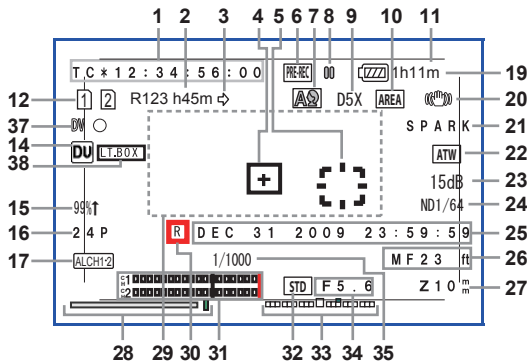 1 2 3 4 5 6 7 8 9 10 11
TC*12:34:56:00 PRE-REC 00 1h11m 19
12 1 2 R123 h45m ⇨ D5X AREA 20
37 DV SPARK 21
14 LT.BOX ATW 22
38
15dB 23
15 99%↑ ND1/64 24
16 24P R DEC 31 2009 23:59:59 25
17 ALCH1·2 1/1000 MF23 ft 26
CH1
CH2 STD F5.6 Z10mm 27
28 29 30 31 32 33 34 35